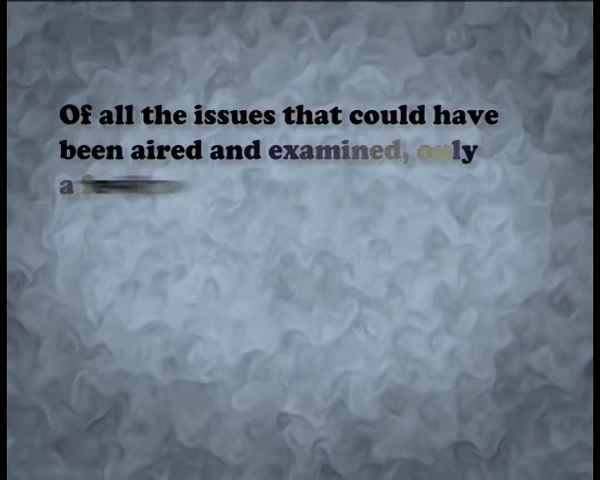 Of all the issues that could have
been aired and examined, only
a